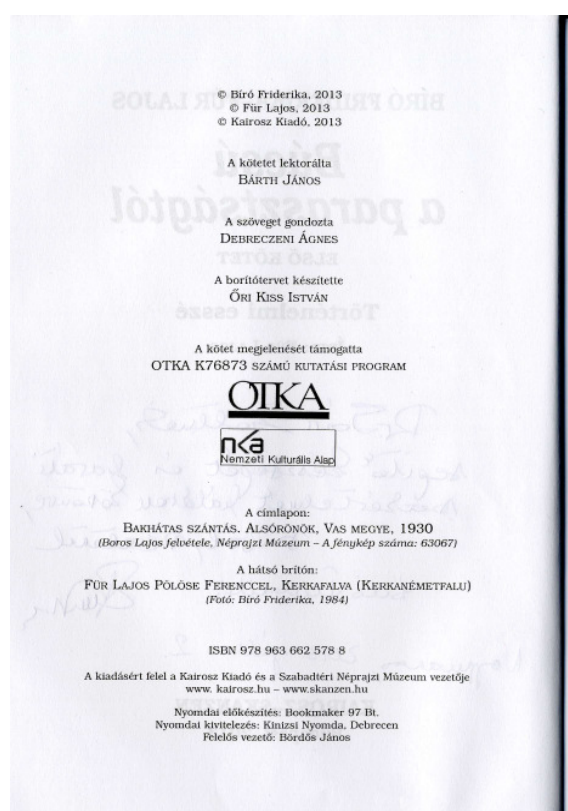 © Bíró Friderika, 2013
© Für Lajos, 2013
© Kairosz Kiadó, 2013
A kötetet lektorálta
BÁRTH JÁNOS
A szöveget gondozta
DEBRECZENI ÁGNES
A borítótervet készítette
ŐRI KISS ISTVÁN
A kötet megjelenését támogatta
OTKA K76873 SZÁMÚ KUTATÁSI PROGRAM
OTKA
nka
Nemzeti Kulturális Alap
A címlapon:
BAKHÁTAS SZÁNTÁS. ALSÓRÖNÖK, VAS MEGYE, 1930
(Boros Lajos felvétele, Néprajzi Múzeum – A fénykép száma: 63067)
A hátsó brítón:
FÜR LAJOS PÖLÖSE FERENCCEL, KERKAFALVA (KERKANÉMETFALU)
(Fotó: Bíró Friderika, 1984)
ISBN 978 963 662 578 8
A kiadásért felel a Kairosz Kiadó és a Szabadtéri Néprajzi Múzeum vezetője
www. kairosz.hu – www.skanzen.hu
Nyomdai előkészítés: Bookmaker 97 Bt.
Nyomdai kivitelezés: Kinizsi Nyomda, Debrecen
Felelős vezető: Bördős János